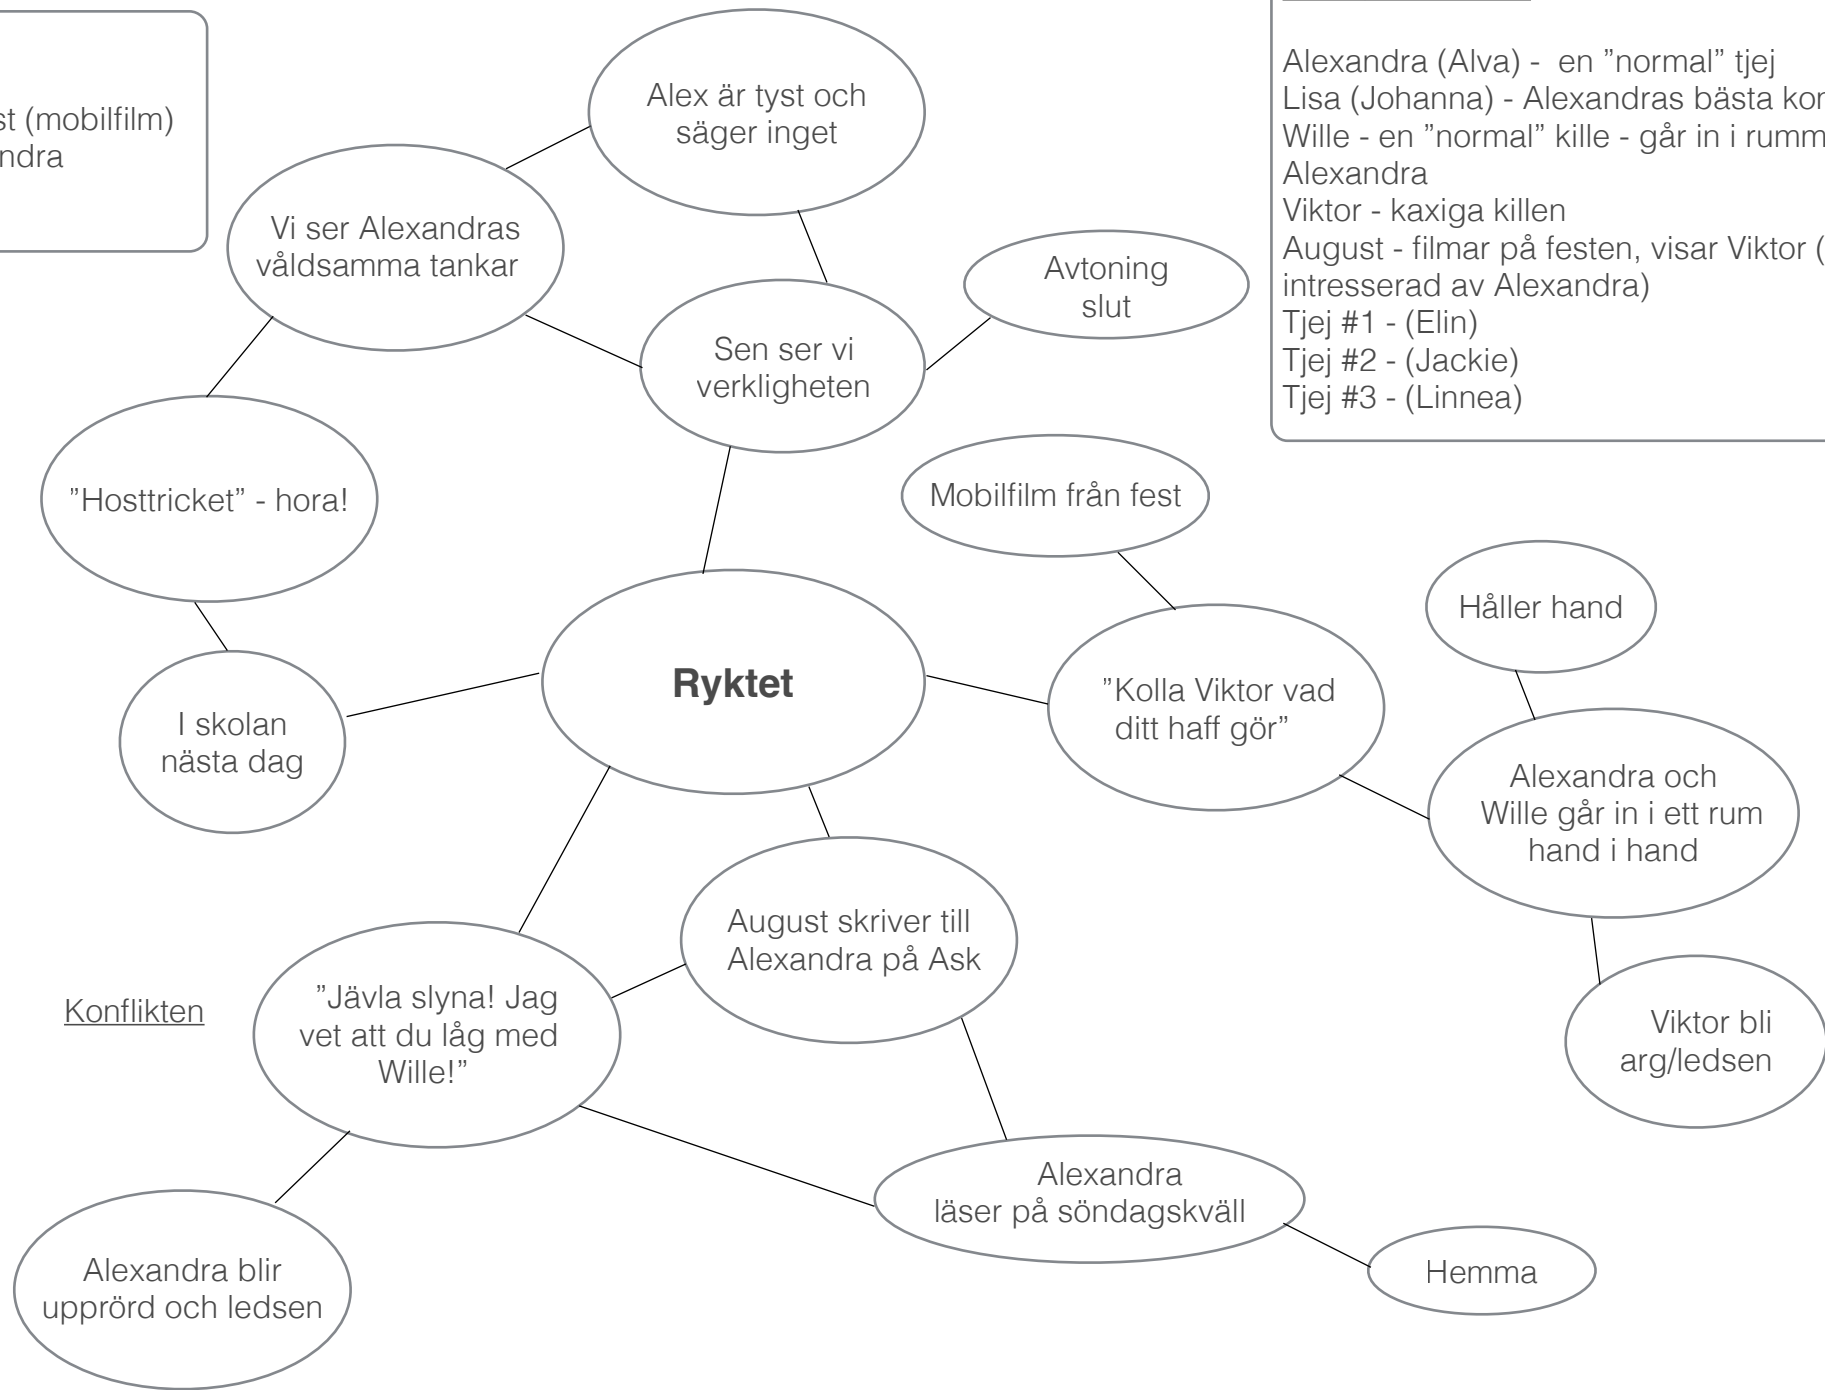 (mobilfilm)
Alexandra (Alva) - en ”normal” tjej
Lisa (Johanna) - Alexandras bästa
Wille - en ”normal” kille - går in i
Alexandra
Viktor - kaxiga killen
August - filmar på festen, visar Viktor (
intresserad av Alexandra)
Tjej #1 - (Elin)
Tjej #2 - (Jackie)
Tjej #3 - (Linnea)
Alex är tyst och
säger inget
Vi ser Alexandras
våldsamma tankar
Avtoning
slut
Sen ser vi
verkligheten
”Hosttricket” - hora!
Mobilfilm från fest
Håller hand
Ryktet
”Kolla Viktor vad
ditt haff gör”
I skolan
nästa dag
Alexandra och
Wille går in i ett rum
hand i hand
August skriver till
Alexandra på Ask
Konflikten
”Jävla slyna! Jag
vet att du låg med
Wille!”
Viktor bli
arg/ledsen
Alexandra
läser på söndagskväll
Alexandra blir
upprörd och ledsen
Hemma